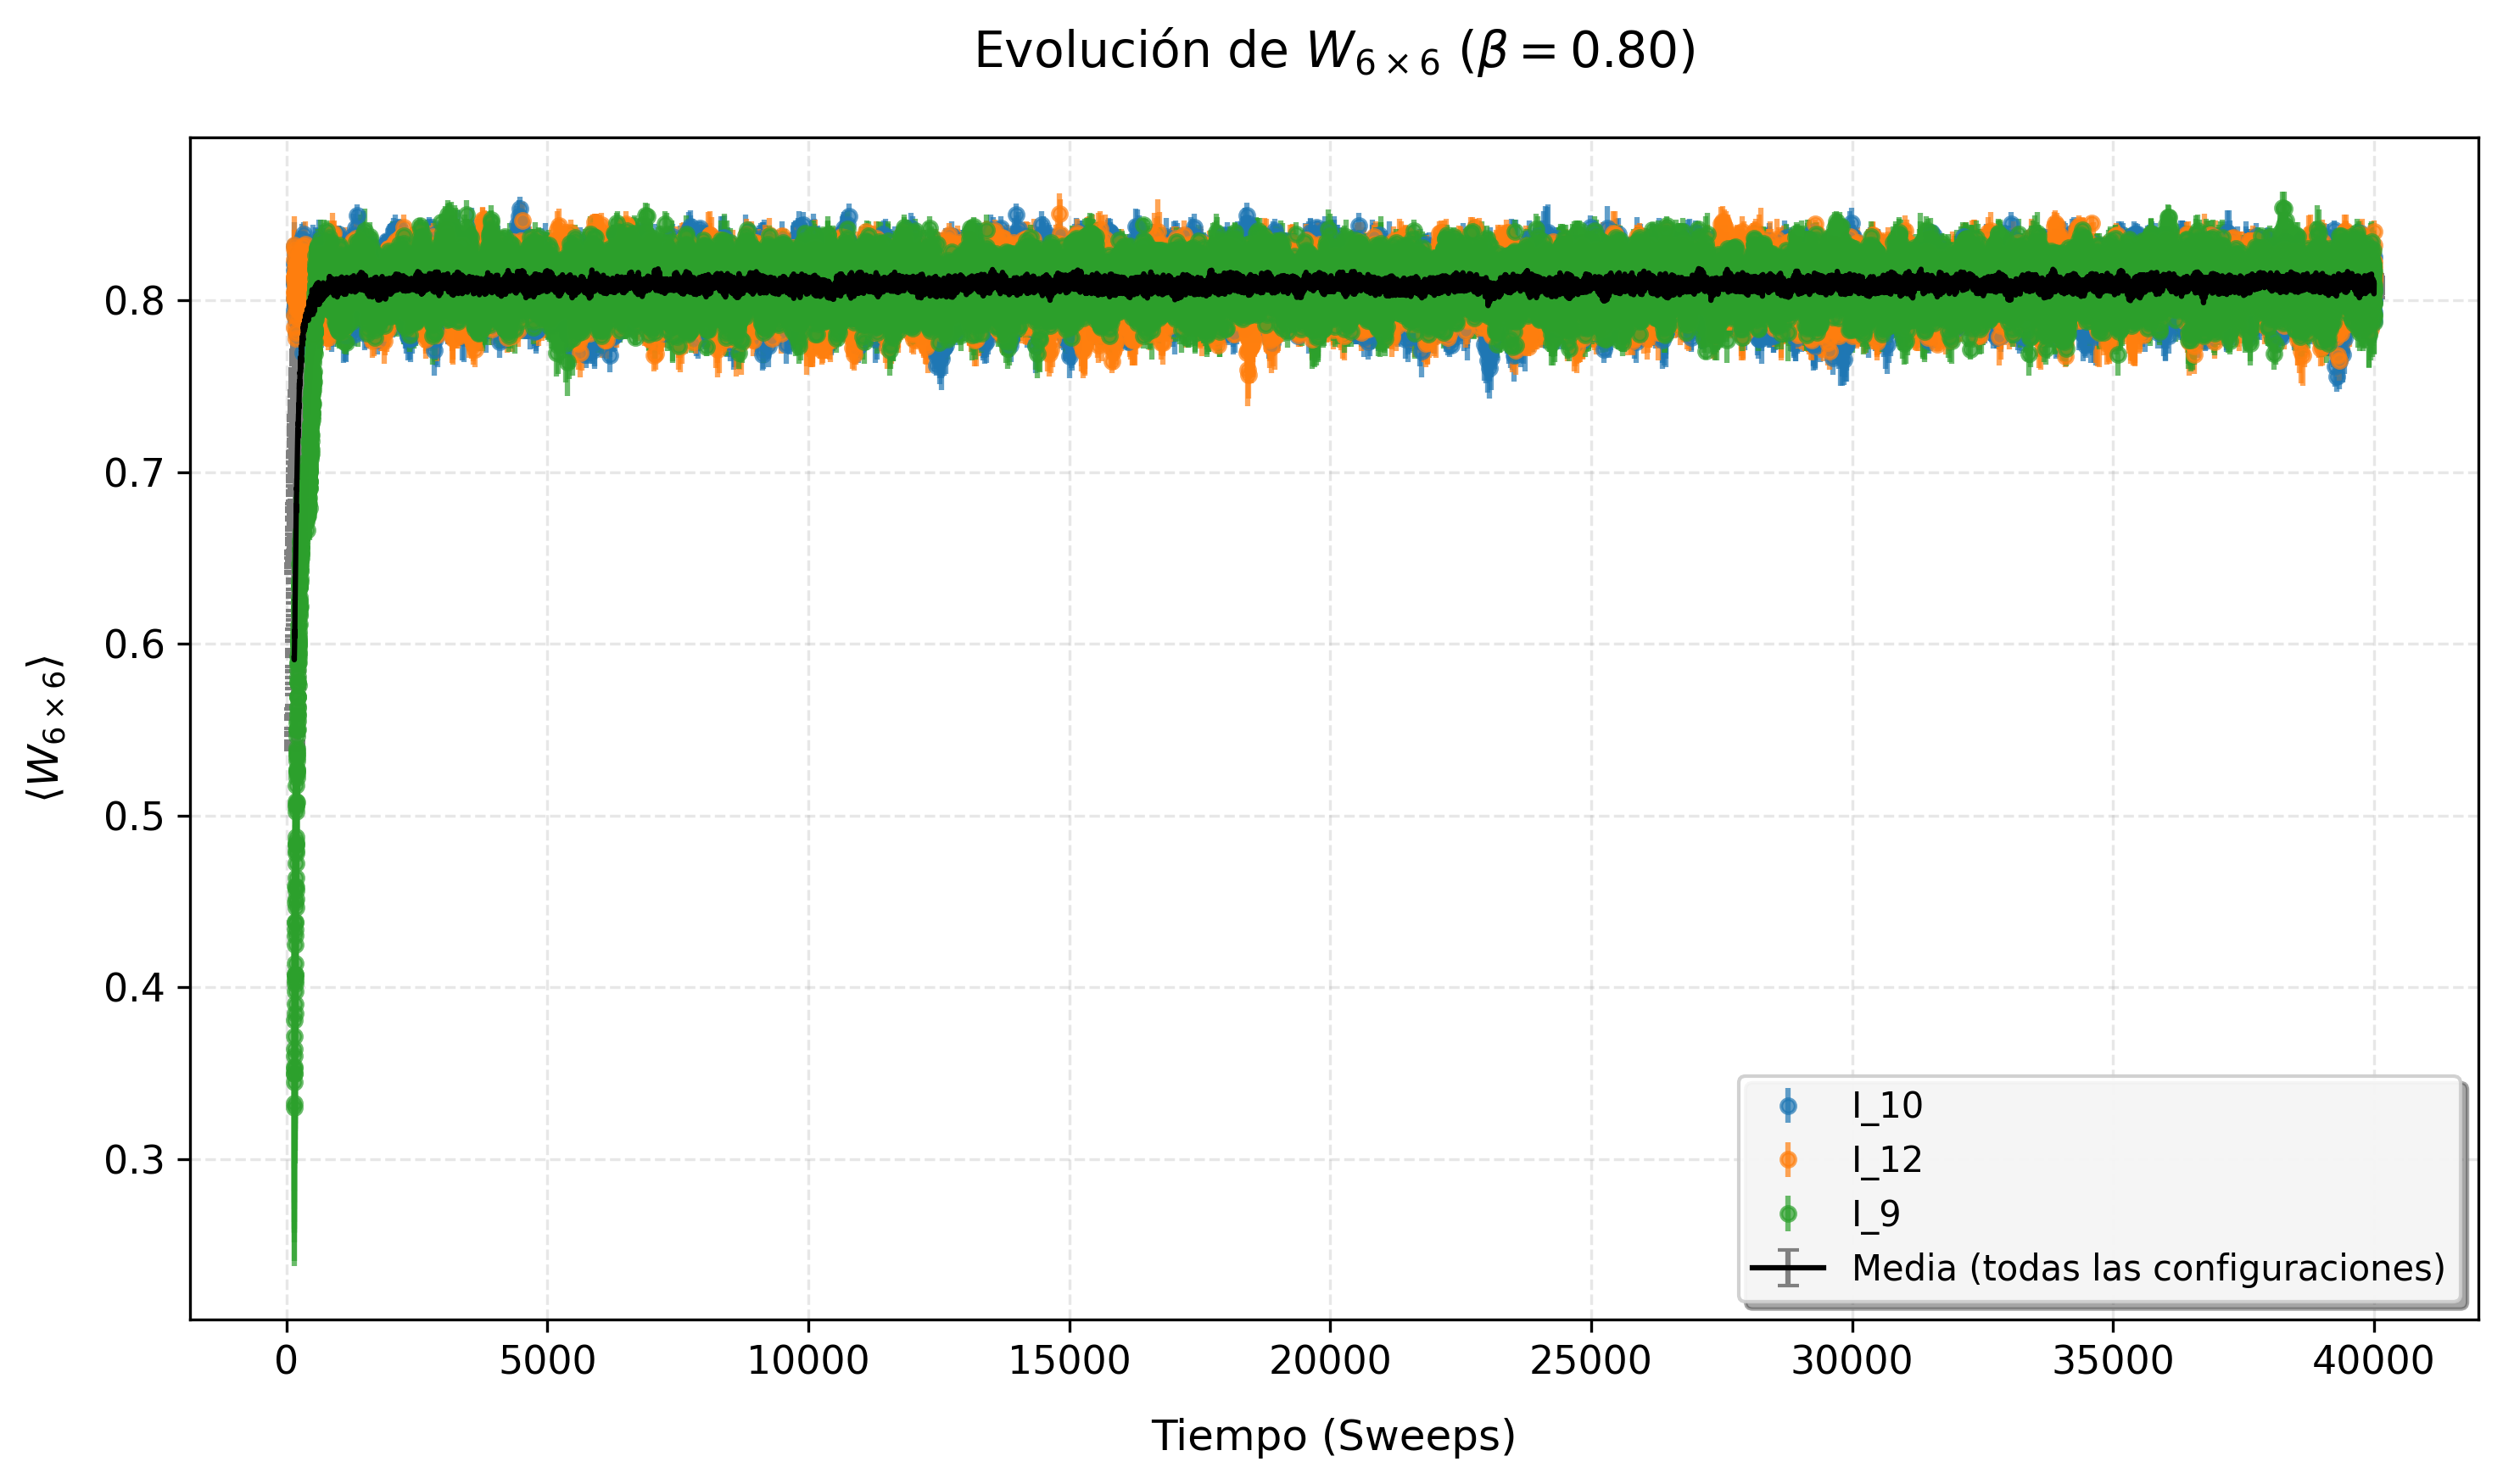 Evolución de W6×6 (β = 0.80)
⟨W6×6⟩
0.8
0.7
0.6
0.5
0.4
0.3
0 5000 10000 15000 20000 25000 30000 35000 40000
Tiempo (Sweeps)
I_10
I_12
I_9
Media (todas las configuraciones)